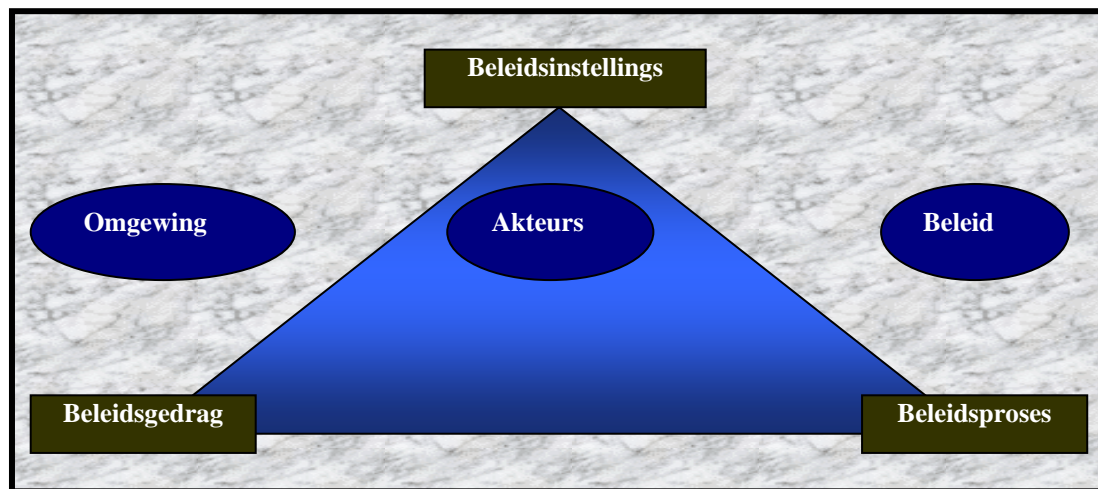 Beleidsinstellings
Omgewing
Akteurs
Beleid
Beleidsgedrag
Beleidsproses